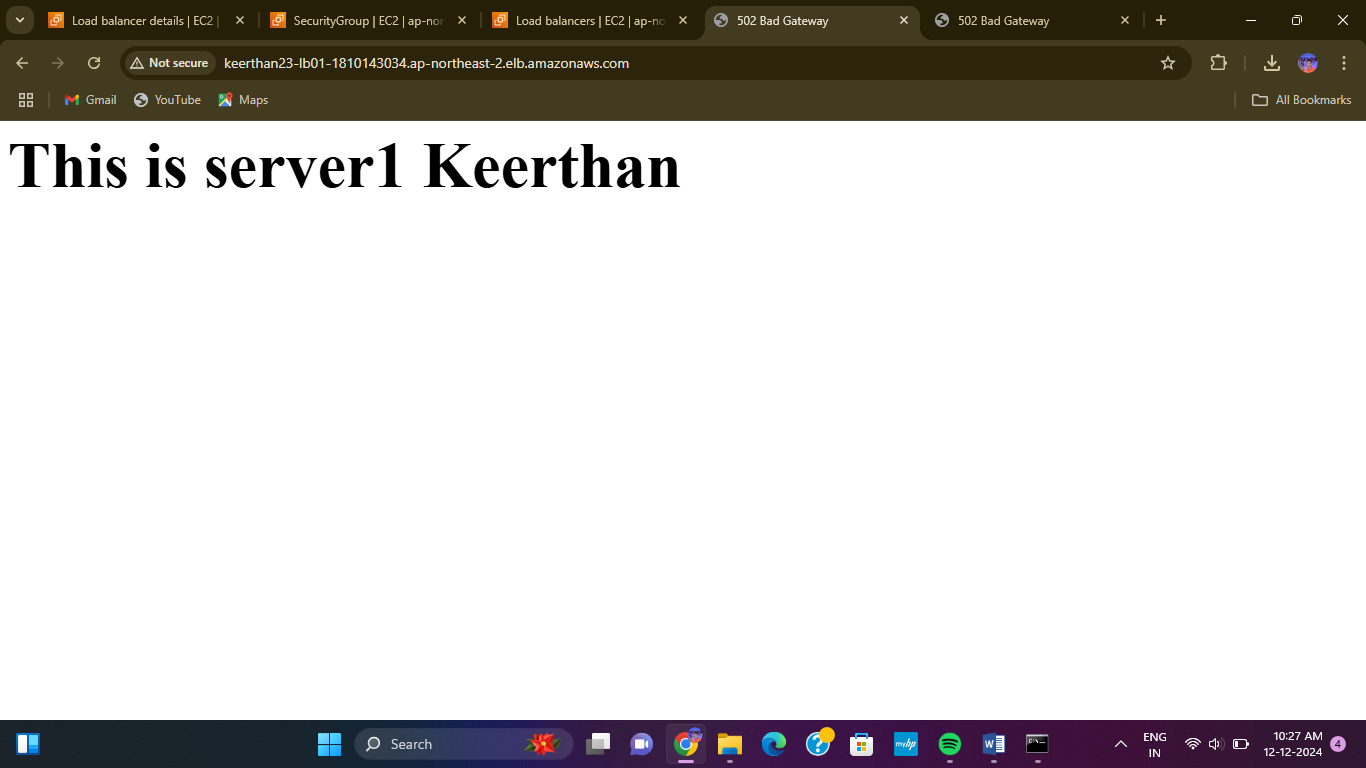 Load balancer details | EC2 |
SecurityGroup | EC2 | ap-nor
Load balancers | EC2 | ap-no
502 Bad Gateway
502 Bad Gateway
Not secure
keerthan23-lb01-1810143034.ap-northeast-2.elb.amazonaws.com
Gmail
YouTube
Maps
All Bookmarks
This is server1 Keerthan
Search
myhp
ENG
IN
10:27 AM
12-12-2024
4